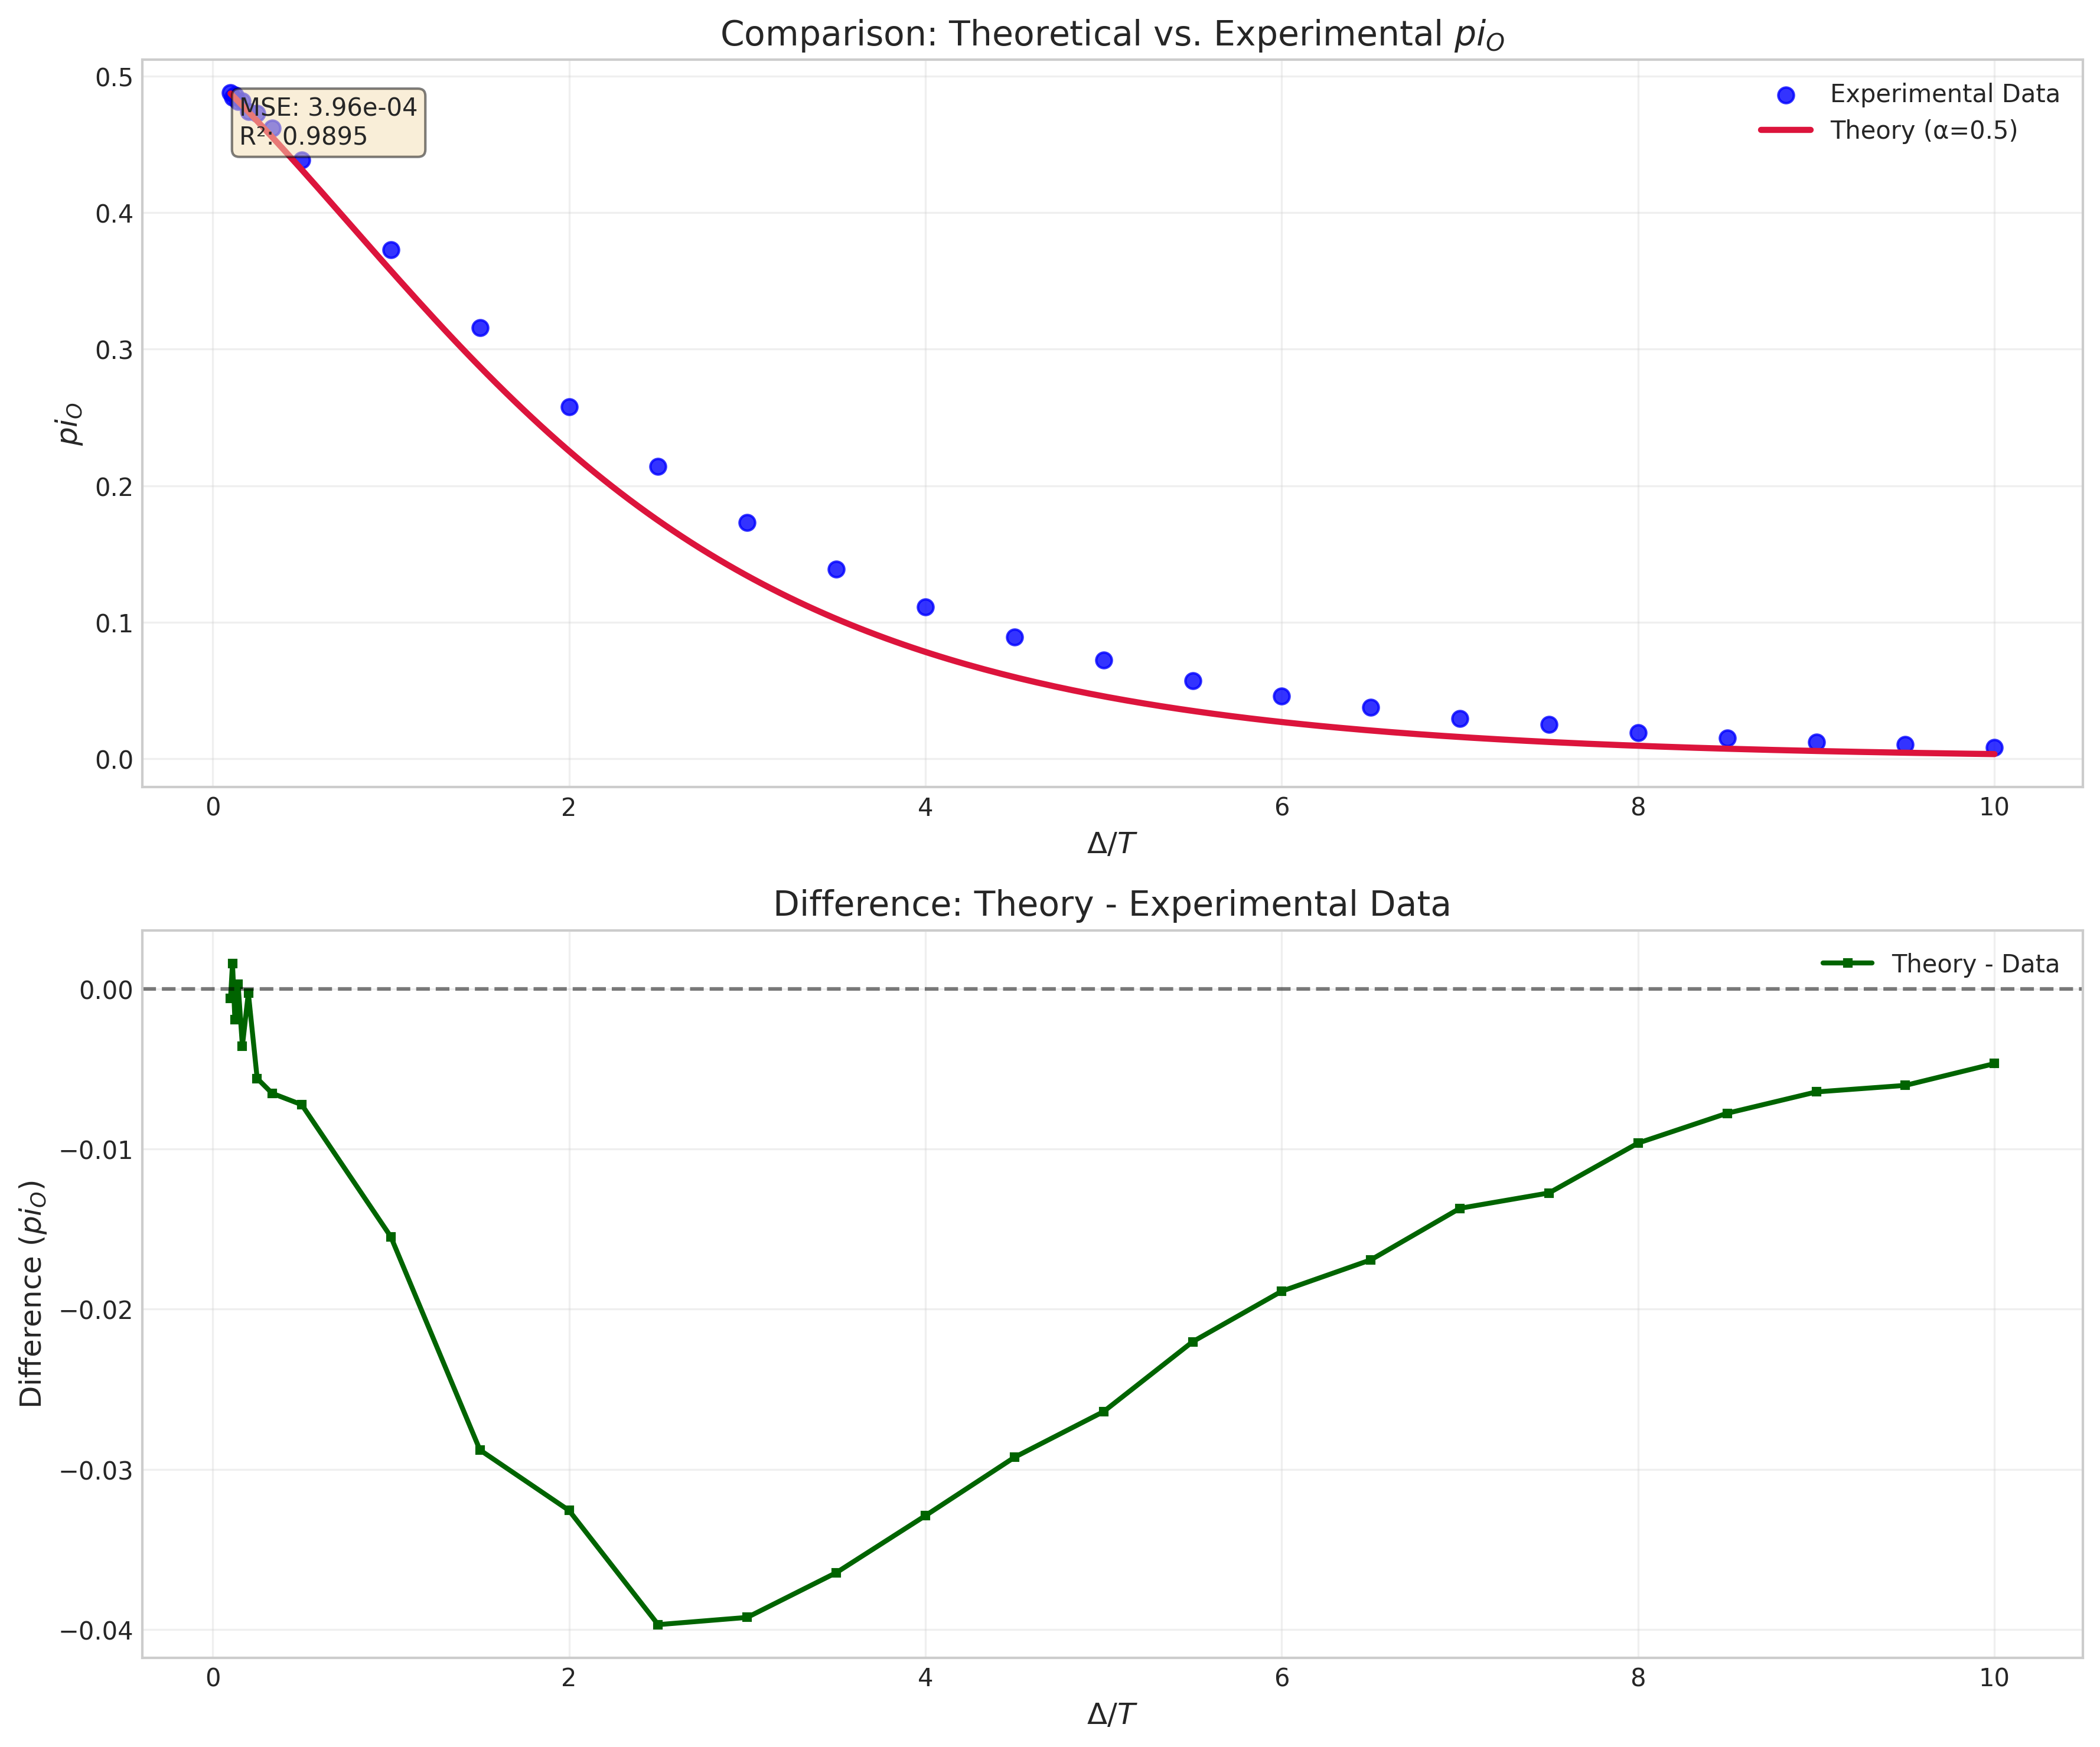 Comparison: Theoretical vs. Experimental pi_O
0.5
0.4
0.3
0.2
0.1
0.0
pi_O
MSE: 3.96e-04
R²: 0.9895
Experimental Data
Theory (α=0.5)
0 2 4 6 8 10
Δ/T
Difference: Theory - Experimental Data
0.00
−0.01
−0.02
−0.03
−0.04
Difference (pi_O)
Theory - Data
0 2 4 6 8 10
Δ/T